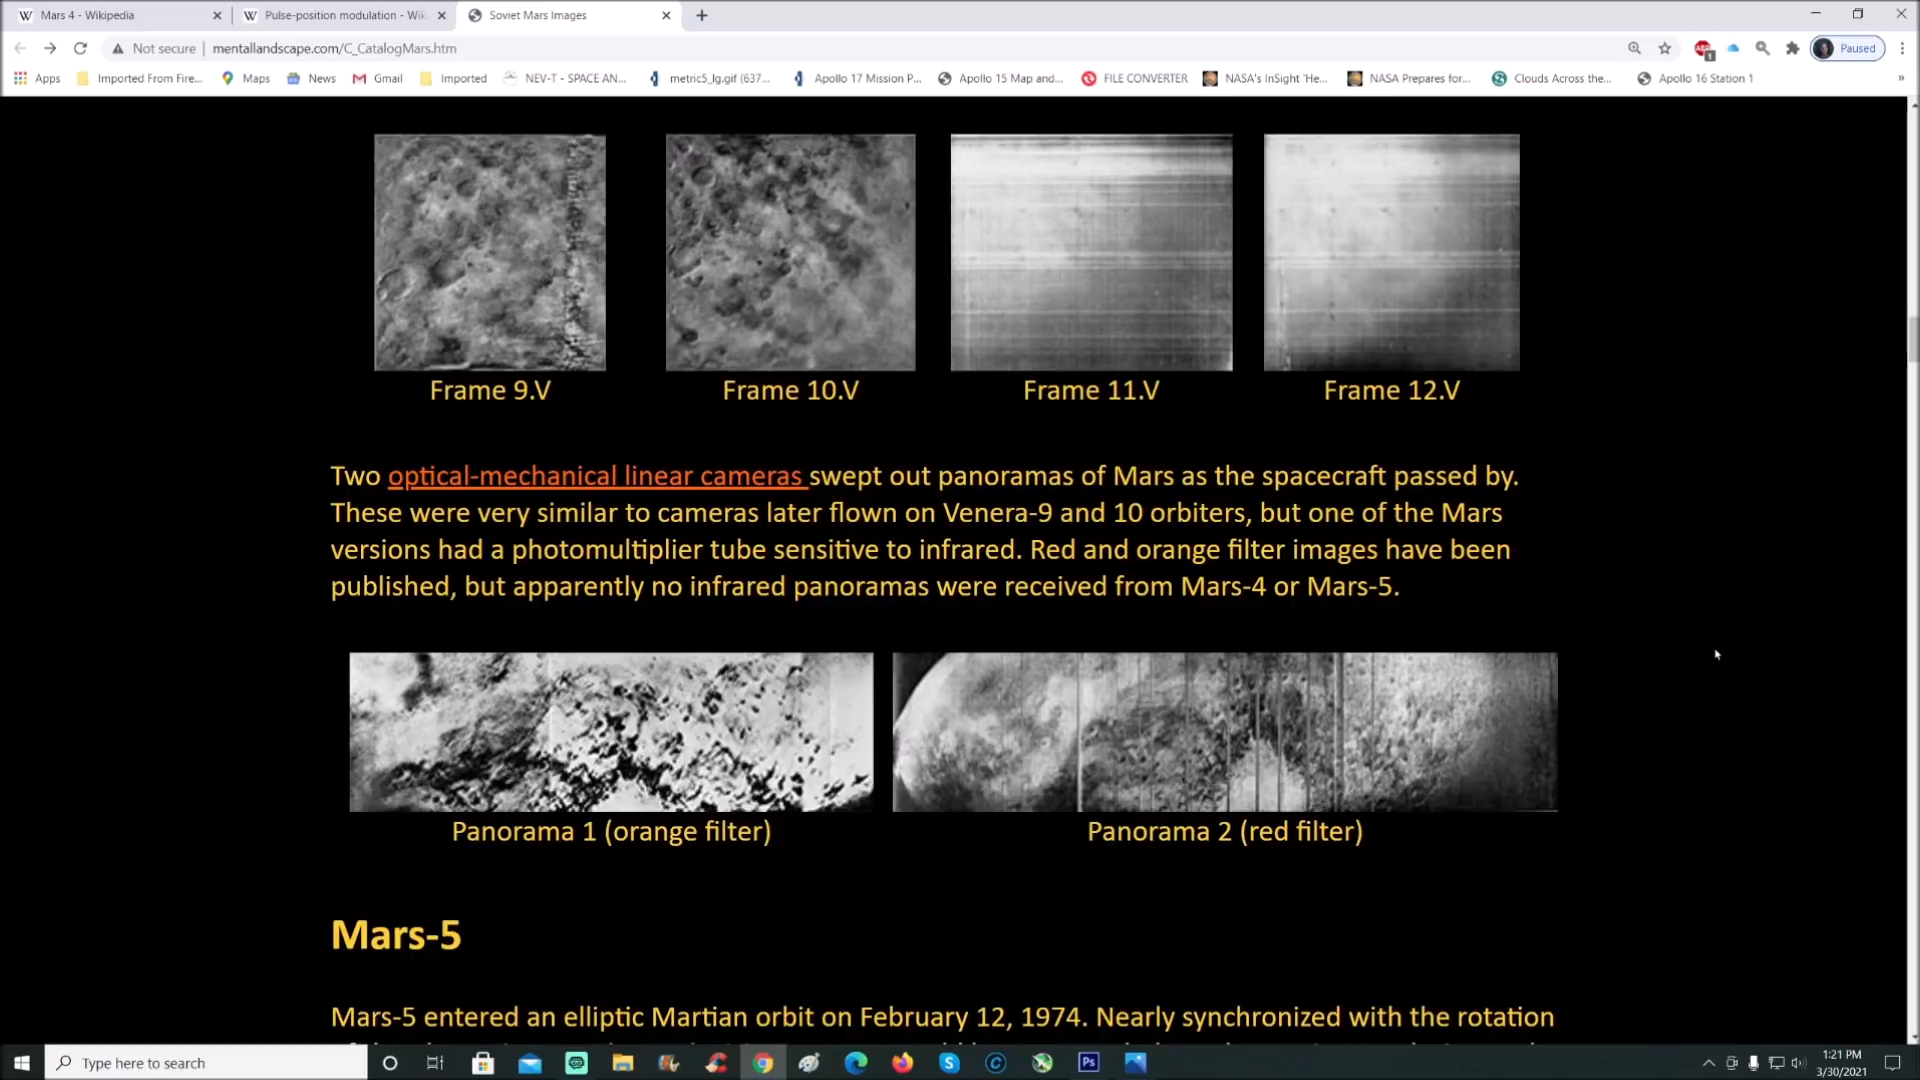 Mars 4 - Wikipedia
Pulse-position modulation - Wiki
Soviet Mars Images
Not secure | mentallandscape.com/C_CatalogMars.htm
Paused
Apps
Imported From Fire...
Maps
News
Gmail
Imported
NEV-T - SPACE AN...
metric5_lg.gif (637...
Apollo 17 Mission P...
Apollo 15 Map and...
FILE CONVERTER
NASA's InSight 'He...
NASA Prepares for...
Clouds Across the...
Apollo 16 Station 1
Frame 9.V
Frame 10.V
Frame 11.V
Frame 12.V
Two optical-mechanical linear cameras swept out panoramas of Mars as the spacecraft passed by.
These were very similar to cameras later flown on Venera-9 and 10 orbiters, but one of the Mars
versions had a photomultiplier tube sensitive to infrared. Red and orange filter images have been
published, but apparently no infrared panoramas were received from Mars-4 or Mars-5.
Panorama 1 (orange filter)
Panorama 2 (red filter)
Mars-5
Mars-5 entered an elliptic Martian orbit on February 12, 1974. Nearly synchronized with the rotation
Type here to search
Ps
1:21 PM
3/30/2021